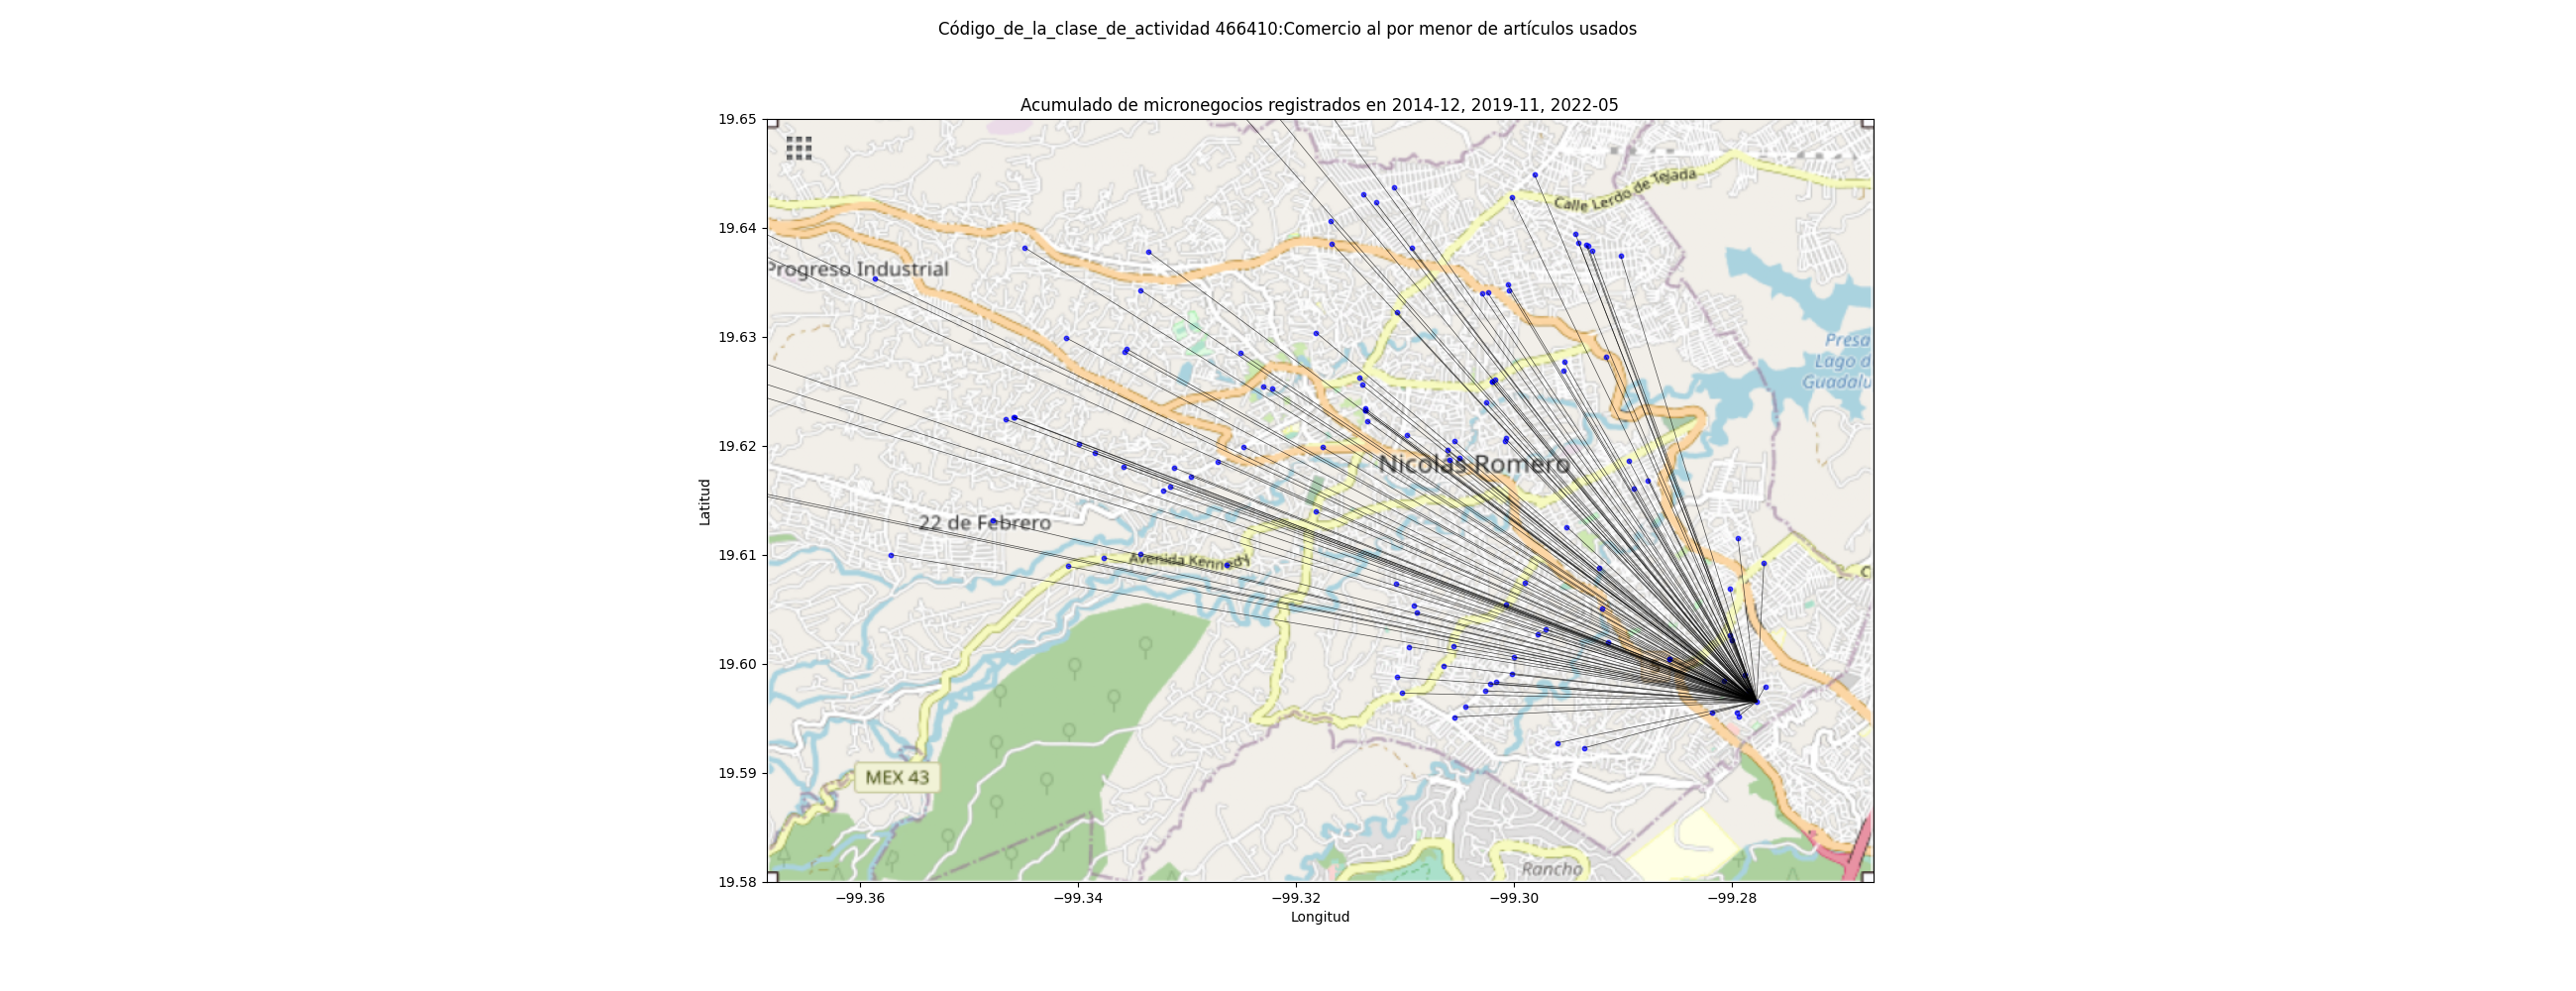 Código_de_la_clase_de_actividad 466410:Comercio al por menor de artículos usados
Acumulado de micronegocios registrados en 2014-12, 2019-11, 2022-05
19.65
19.64
19.63
19.62
19.61
19.60
19.59
19.58
Latitud
Calle Lerdo de Tejada
Progreso Industrial
Presa
Lago d
Guadalu
Nicolás Romero
22 de Febrero
Avenida Kennedy
C
MEX 43
Rancho
−99.36
−99.34
−99.32
−99.30
−99.28
Longitud